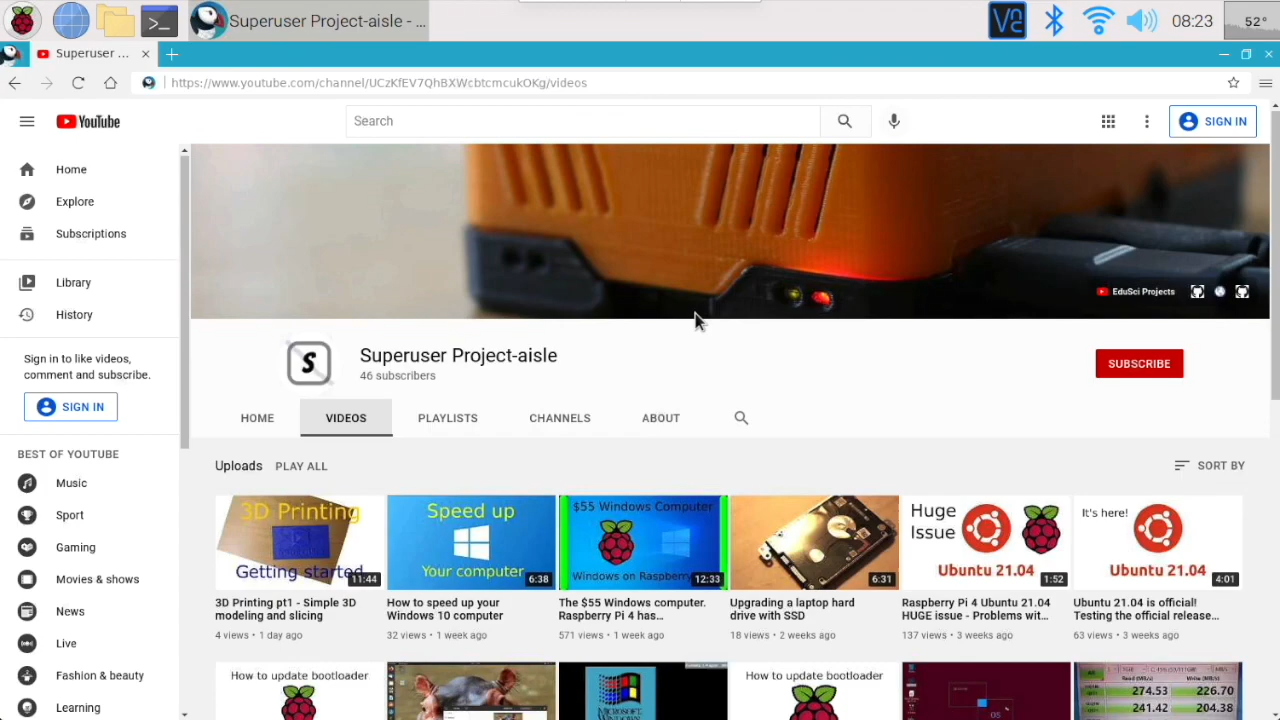 Superuser Project-aisle - ...
08:23
52°
Superuser ...
https://www.youtube.com/channel/UCzKfEV7QhBXWcbtcmcukOKg/videos
YouTube
Search
SIGN IN
Home
Explore
Subscriptions
Library
History
Sign in to like videos,
comment and subscribe.
SIGN IN
BEST OF YOUTUBE
Music
Sport
Gaming
Movies & shows
News
Live
Fashion & beauty
Learning
EduSci Projects
S
Superuser Project-aisle
46 subscribers
SUBSCRIBE
HOME
VIDEOS
PLAYLISTS
CHANNELS
ABOUT
Uploads
PLAY ALL
SORT BY
3D Printing
Getting started
11:44
3D Printing pt1 - Simple 3D
modeling and slicing
4 views • 1 day ago
Speed up
Your computer
6:38
How to speed up your
Windows 10 computer
32 views • 1 week ago
$55 Windows Computer
Windows on Raspberry
12:33
The $55 Windows computer.
Raspberry Pi 4 has...
571 views • 1 week ago
6:31
Upgrading a laptop hard
drive with SSD
18 views • 2 weeks ago
Huge
Issue
Ubuntu 21.04
1:52
Raspberry Pi 4 Ubuntu 21.04
HUGE issue - Problems wit...
137 views • 3 weeks ago
It's here!
Ubuntu 21.04
4:01
Ubuntu 21.04 is official!
Testing the official release...
63 views • 3 weeks ago
How to update bootloader
How to update bootloader
274.53
226.70
241.42
204.38